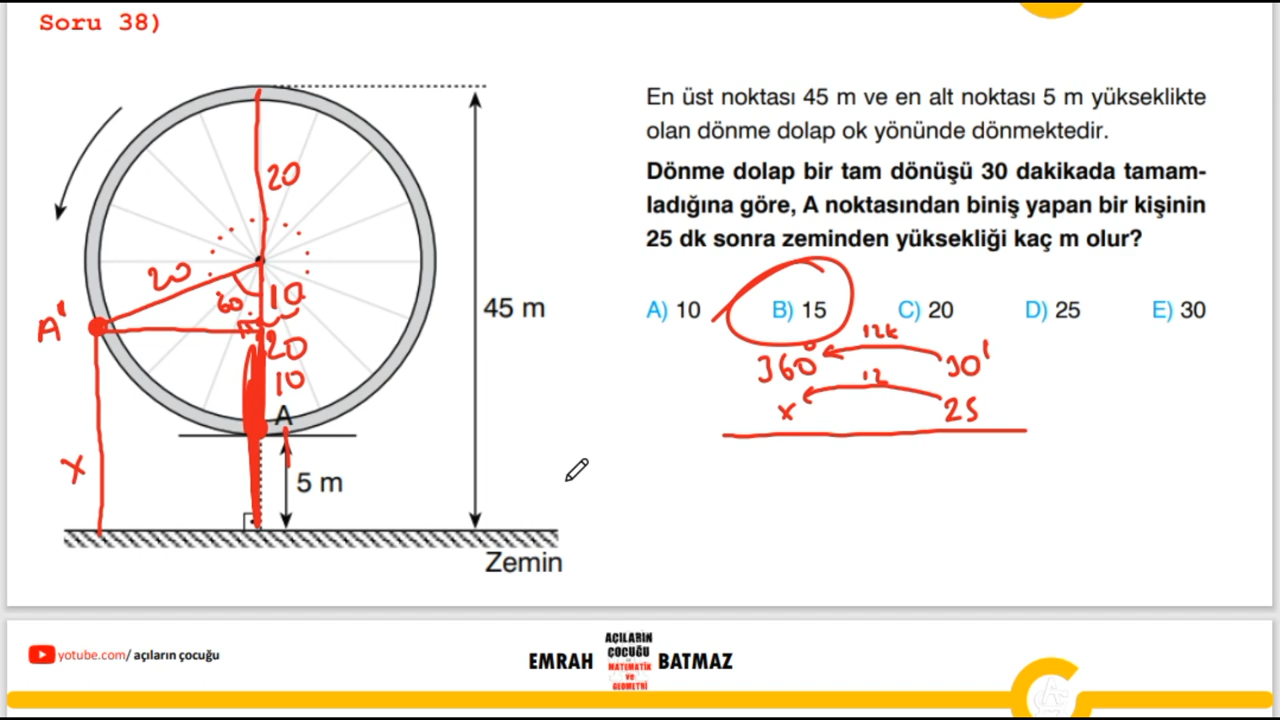 Soru 38)
En üst noktası 45 m ve en alt noktası 5 m yükseklikte
olan dönme dolap ok yönünde dönmektedir.
Dönme dolap bir tam dönüşü 30 dakikada tamam-
ladığına göre, A noktasından biniş yapan bir kişinin
25 dk sonra zeminden yüksekliği kaç m olur?
A) 10 B) 15 C) 20 D) 25 E) 30
12k
360° 30'
12
x 25
20
20
60 10
A'
20
10
A
x
45 m
5 m
Zemin
yotube.com/ açıların çocuğu
EMRAH
AÇILARIN
ÇOCUĞU
MATEMATİK
ve
GEOMETRİ
BATMAZ